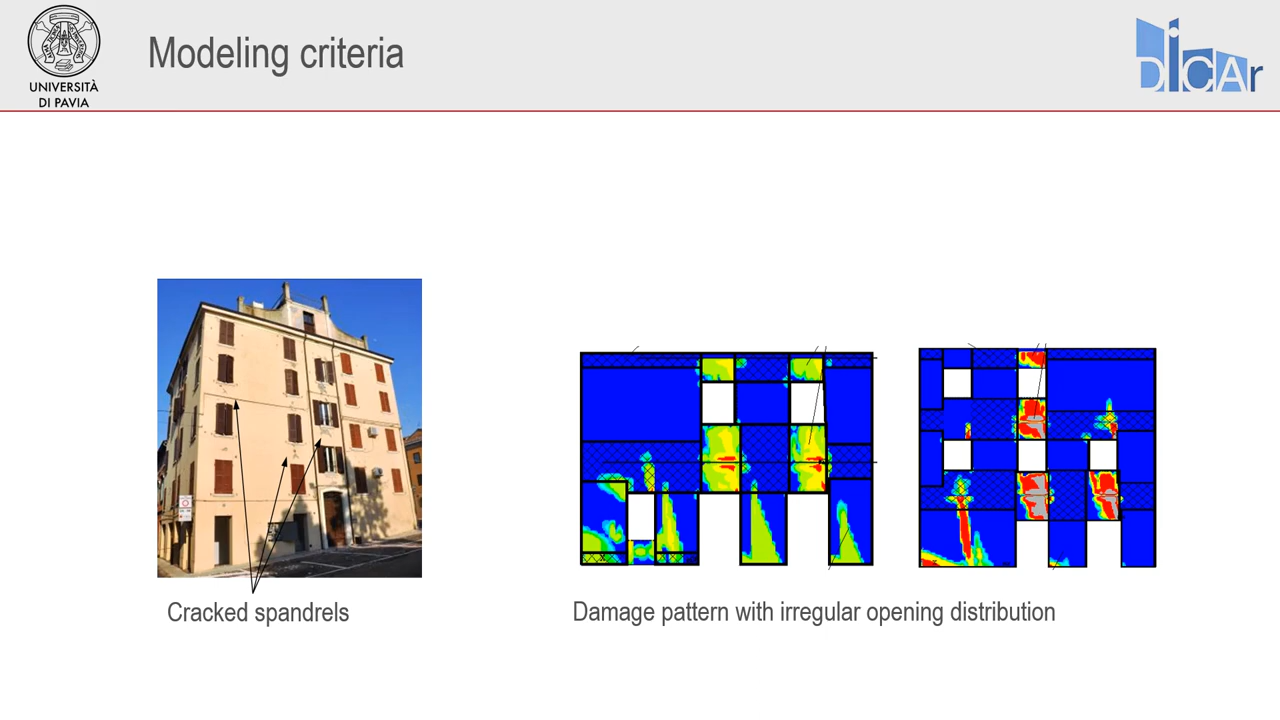 Modeling criteria
UNIVERSITÀ
DI PAVIA
DICAr
Cracked spandrels
Damage pattern with irregular opening distribution